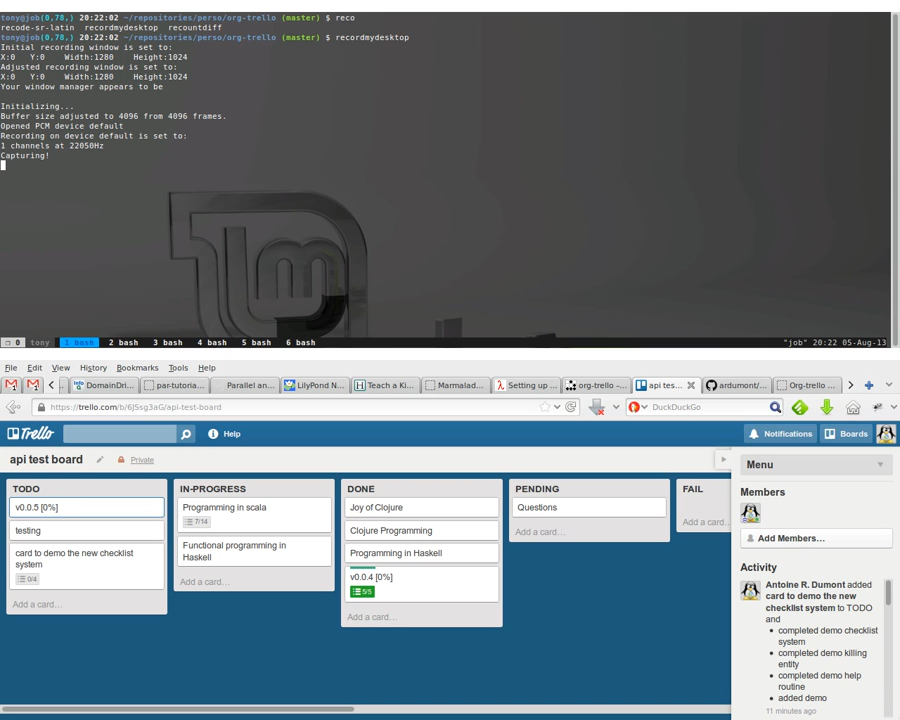 tony@job(0,78,) 20:22:02 ~/repositories/perso/org-trello (master) $ reco
recode-sr-latin recordmydesktop recountdiff
tony@job(0,78,) 20:22:02 ~/repositories/perso/org-trello (master) $ recordmydesktop
Initial recording window is set to:
X:0 Y:0 Width:1280 Height:1024
Adjusted recording window is set to:
X:0 Y:0 Width:1280 Height:1024
Your window manager appears to be
Initializing...
Buffer size adjusted to 4096 from 4096 frames.
Opened PCM device default
Recording on device default is set to:
1 channels at 22050Hz
Capturing!
0 tony 1 bash 2 bash 3 bash 4 bash 5 bash 6 bash "job" 20:22 05-Aug-13
File Edit View History Bookmarks Tools Help
DomainDri... par-tutoria... Parallel an... LilyPond N... Teach a Ki... Marmalad... Setting up ... org-trello –... api tes... ardumont/... Org-trello ...
https://trello.com/b/6JSsg3aG/api-test-board DuckDuckGo
Trello Help Notifications Boards
api test board Private
Menu
TODO
v0.0.5 [0%]
testing
card to demo the new checklist
system
0/4
Add a card...
IN-PROGRESS
Programming in scala
7/14
Functional programming in
Haskell
Add a card...
DONE
Joy of Clojure
Clojure Programming
Programming in Haskell
v0.0.4 [0%]
5/5
Add a card...
PENDING
Questions
Add a card...
FAIL
Add a card...
Members
Add Members...
Activity
Antoine R. Dumont added
card to demo the new
checklist system to TODO
and
completed demo checklist
system
completed demo killing
entity
completed demo help
routine
added demo
11 minutes ago